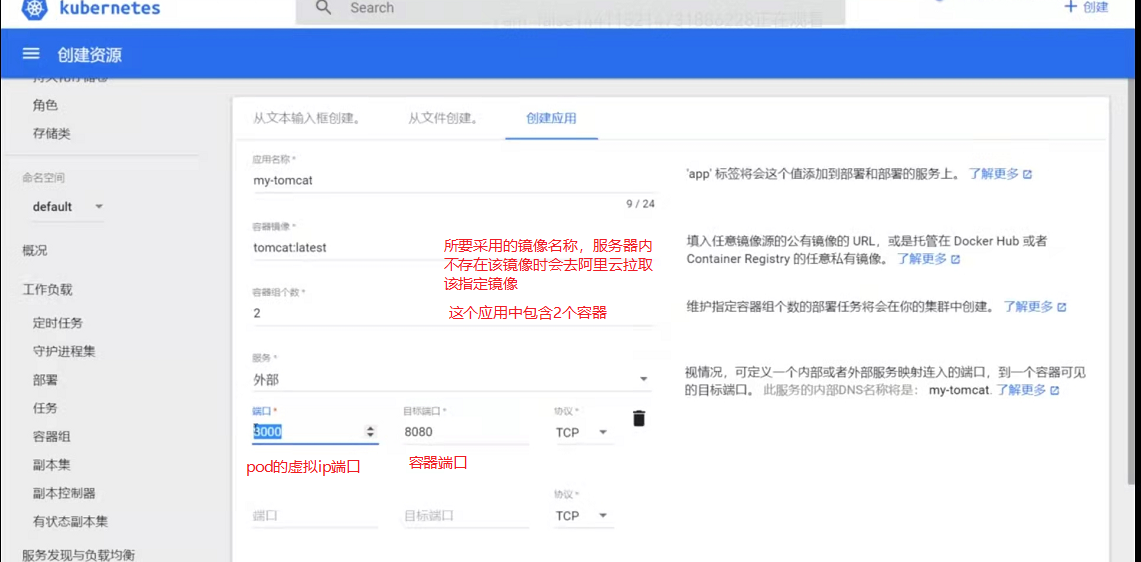 kubernetes
Search
创建
创建资源
角色
存储类
命名空间
default
概况
工作负载
定时任务
守护进程集
部署
任务
容器组
副本集
副本控制器
有状态副本集
服务发现与负载均衡
从文本输入框创建。
从文件创建。
创建应用
应用名称 *
my-tomcat
9 / 24
'app' 标签将会这个值添加到部署和部署的服务上。 了解更多
容器镜像 *
tomcat:latest
所要采用的镜像名称，服务器内
不存在该镜像时会去阿里云拉取
该指定镜像
填入任意镜像源的公有镜像的 URL，或是托管在 Docker Hub 或者
Container Registry 的任意私有镜像。 了解更多
容器组个数 *
2
这个应用中包含2个容器
维护指定容器组个数的部署任务将会在你的集群中创建。 了解更多
服务 *
外部
视情况，可定义一个内部或者外部服务映射连入的端口，到一个容器可见
的目标端口。 此服务的内部DNS名称将是： my-tomcat. 了解更多
端口 *
目标端口 *
协议 *
8080
TCP
pod的虚拟ip端口
容器端口
协议 *
端口
目标端口
TCP